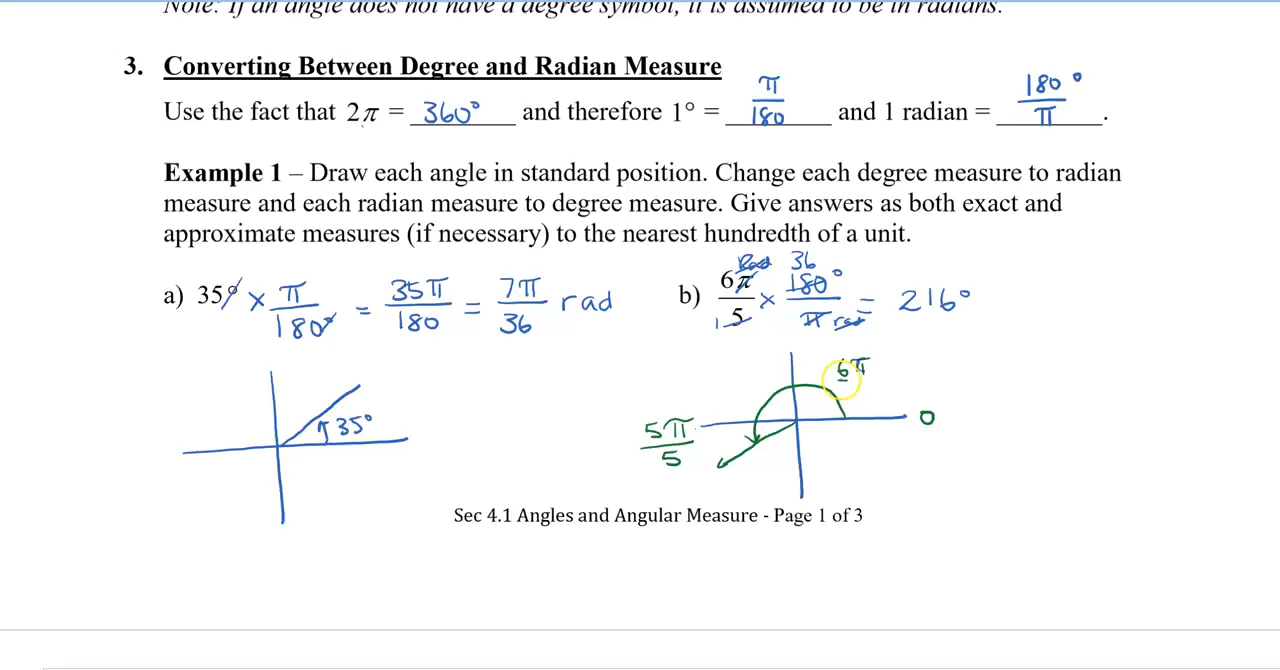 Note: If an angle does not have a degree symbol, it is assumed to be in radians.
3. Converting Between Degree and Radian Measure
Use the fact that 2π = 360° and therefore 1° = π/180 and 1 radian = 180°/π.
Example 1 – Draw each angle in standard position. Change each degree measure to radian
measure and each radian measure to degree measure. Give answers as both exact and
approximate measures (if necessary) to the nearest hundredth of a unit.
a) 35° × π/180° = 35π/180 = 7π/36 rad
b) 6π/5 Rad × 180°/π rad = 216°
36
1
35°
6π
0
5π/5
Sec 4.1 Angles and Angular Measure - Page 1 of 3